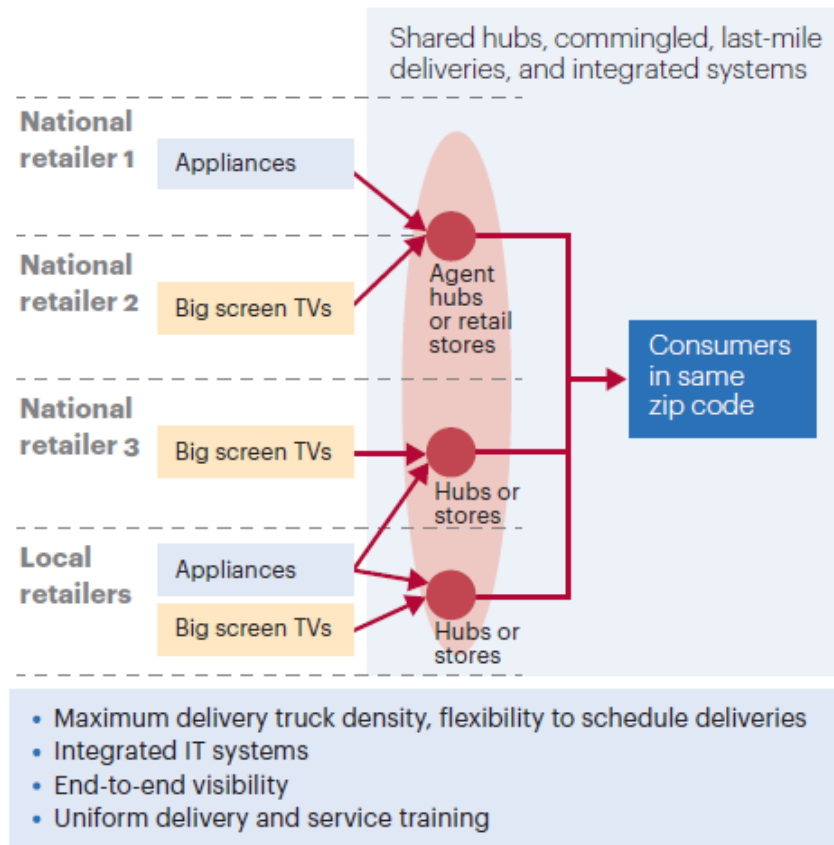 Shared hubs, commingled, last-mile
deliveries, and integrated systems
National
retailer 1
Appliances
National
retailer 2
Big screen TVs
Agent
hubs
or retail
stores
Consumers
in same
zip code
National
retailer 3
Big screen TVs
Hubs or
stores
Local
retailers
Appliances
Big screen TVs
Hubs or
stores
• Maximum delivery truck density, flexibility to schedule deliveries
• Integrated IT systems
• End-to-end visibility
• Uniform delivery and service training